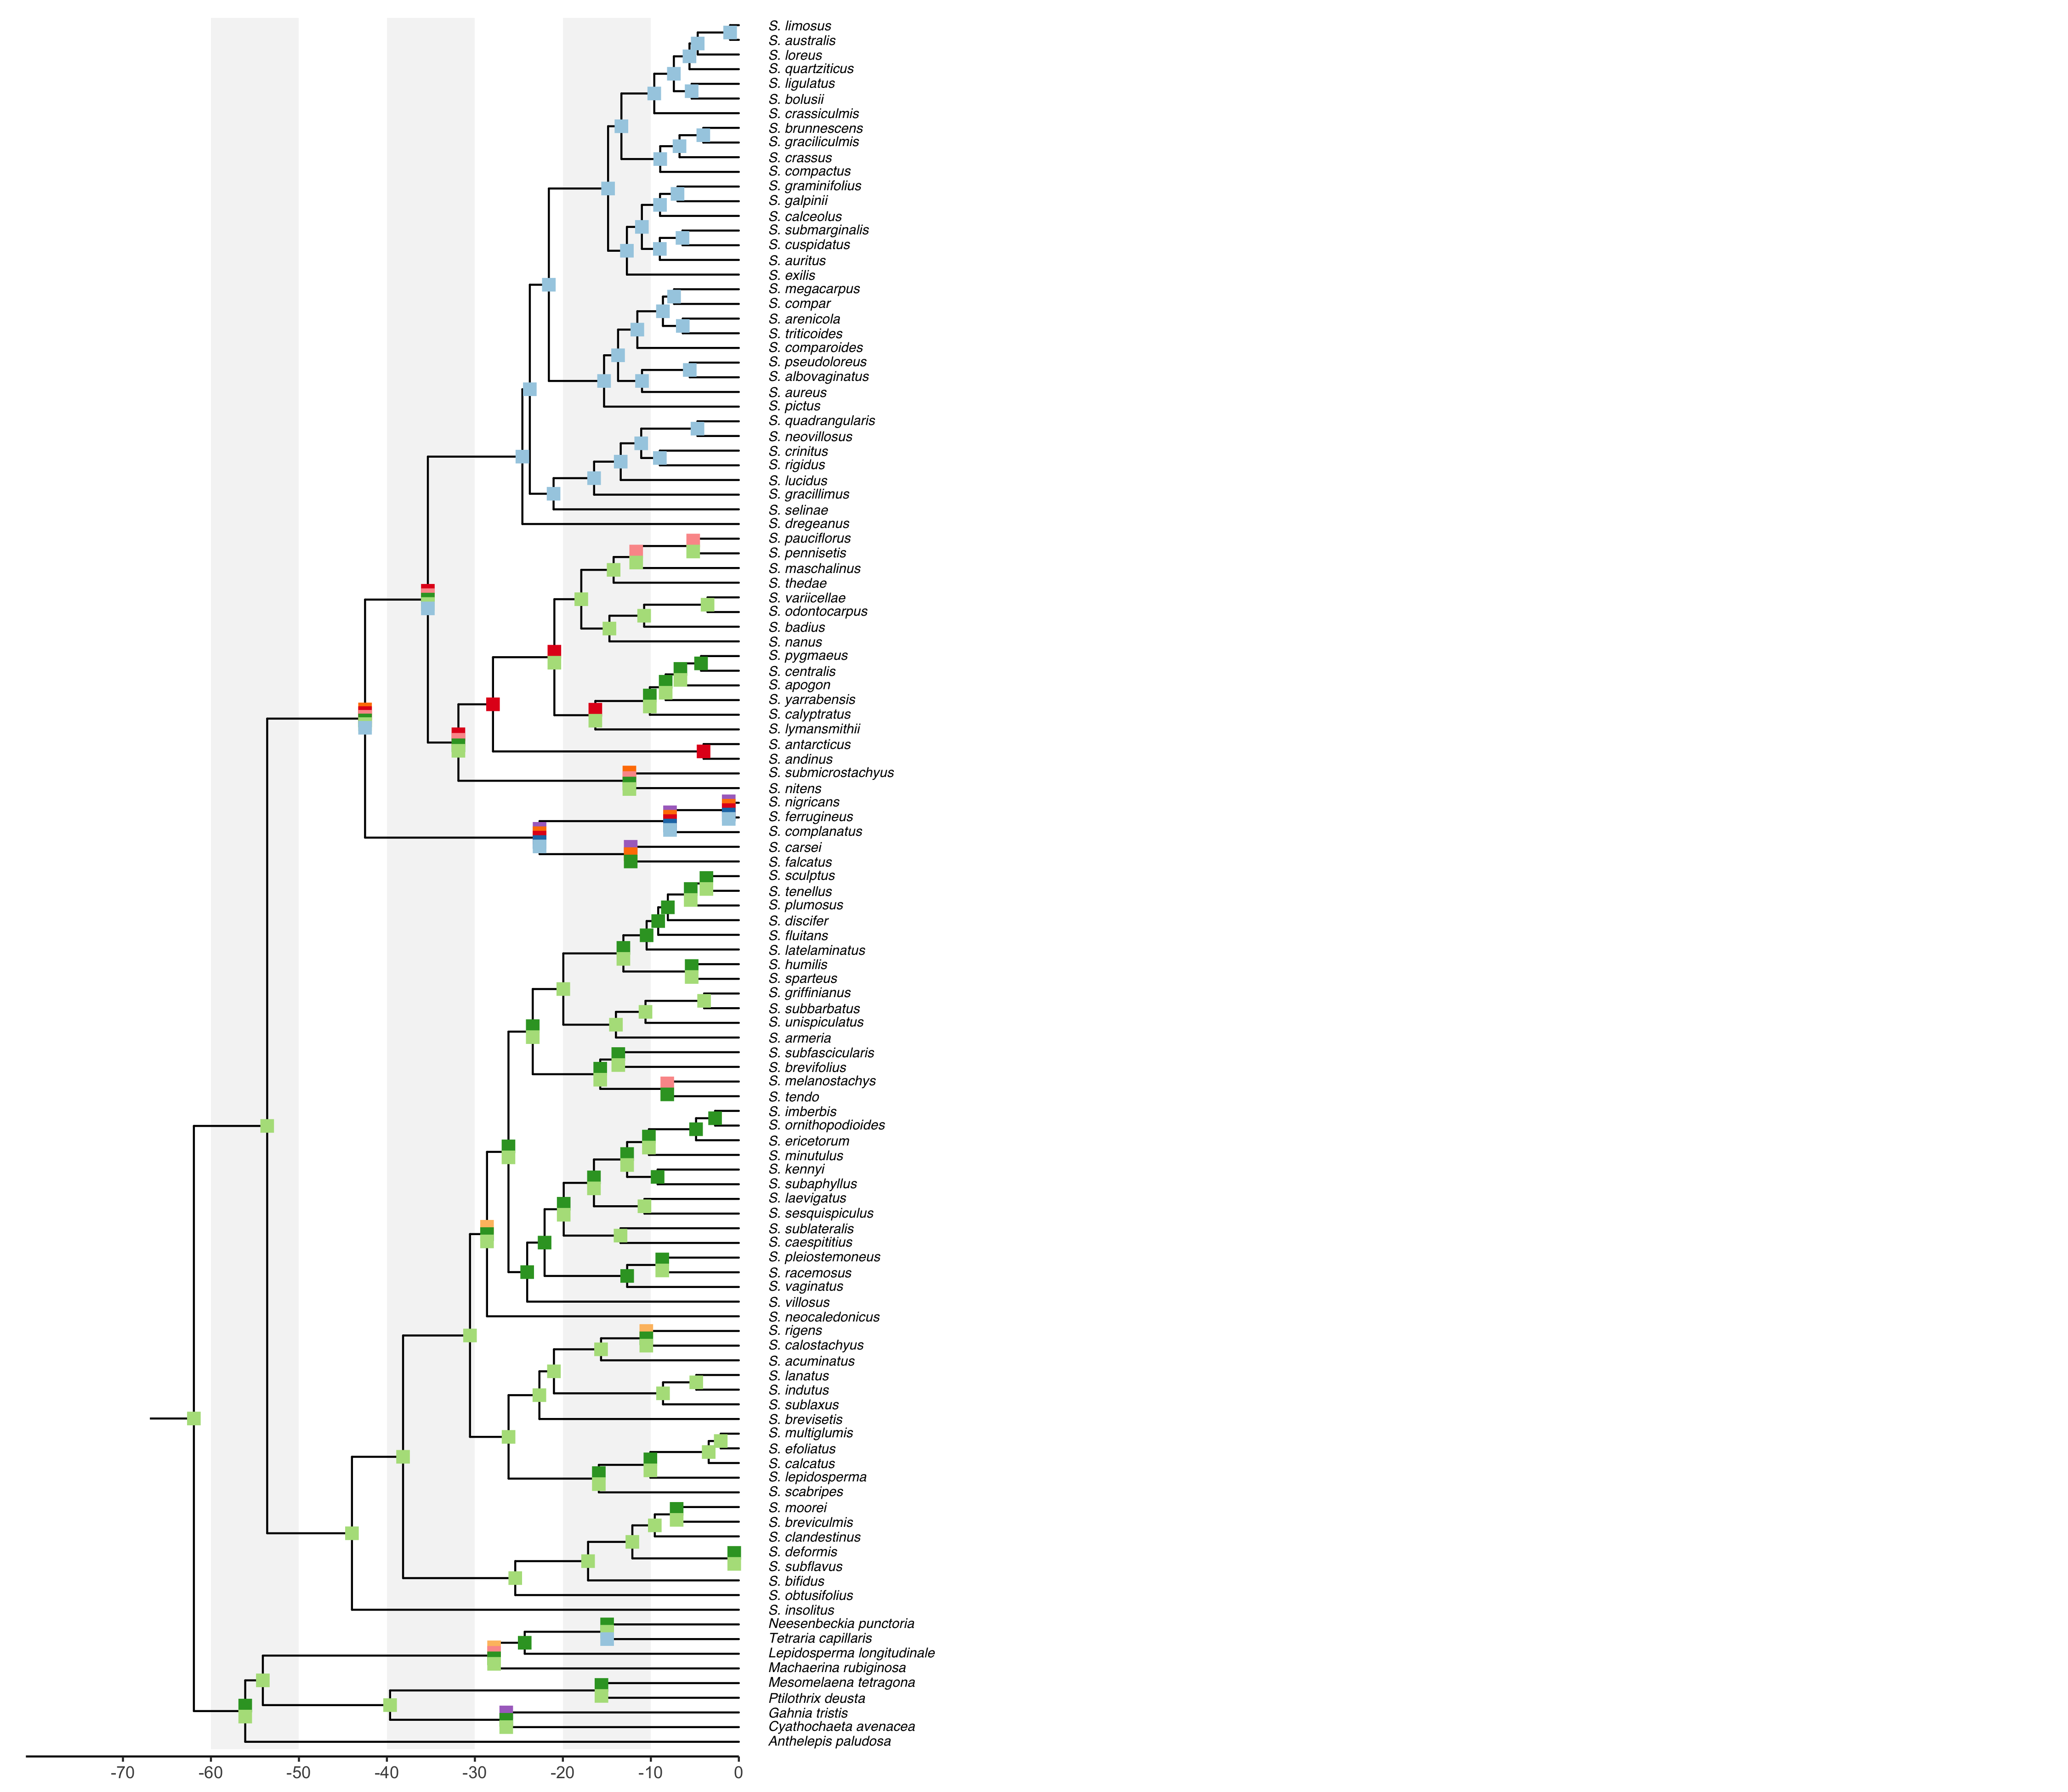 S. limosus
S. australis
S. loreus
S. quartziticus
S. ligulatus
S. bolusii
S. crassiculmis
S. brunnescens
S. graciliculmis
S. crassus
S. compactus
S. graminifolius
S. galpinii
S. calceolus
S. submarginalis
S. cuspidatus
S. auritus
S. exilis
S. megacarpus
S. compar
S. arenicola
S. triticoides
S. comparoides
S. pseudoloreus
S. albovaginatus
S. aureus
S. pictus
S. quadrangularis
S. neovillosus
S. crinitus
S. rigidus
S. lucidus
S. gracillimus
S. selinae
S. dregeanus
S. pauciflorus
S. pennisetis
S. maschalinus
S. thedae
S. variicellae
S. odontocarpus
S. badius
S. nanus
S. pygmaeus
S. centralis
S. apogon
S. yarrabensis
S. calyptratus
S. lymansmithii
S. antarcticus
S. andinus
S. submicrostachyus
S. nitens
S. nigricans
S. ferrugineus
S. complanatus
S. carsei
S. falcatus
S. sculptus
S. tenellus
S. plumosus
S. discifer
S. fluitans
S. latelaminatus
S. humilis
S. sparteus
S. griffinianus
S. subbarbatus
S. unispiculatus
S. armeria
S. subfascicularis
S. brevifolius
S. melanostachys
S. tendo
S. imberbis
S. ornithopodioides
S. ericetorum
S. minutulus
S. kennyi
S. subaphyllus
S. laevigatus
S. sesquispiculus
S. sublateralis
S. caespititius
S. pleiostemoneus
S. racemosus
S. vaginatus
S. villosus
S. neocaledonicus
S. rigens
S. calostachyus
S. acuminatus
S. lanatus
S. indutus
S. sublaxus
S. brevisetis
S. multiglumis
S. efoliatus
S. calcatus
S. lepidosperma
S. scabripes
S. moorei
S. breviculmis
S. clandestinus
S. deformis
S. subflavus
S. bifidus
S. obtusifolius
S. insolitus
Neesenbeckia punctoria
Tetraria capillaris
Lepidosperma longitudinale
Machaerina rubiginosa
Mesomelaena tetragona
Ptilothrix deusta
Gahnia tristis
Cyathochaeta avenacea
Anthelepis paludosa
-70 -60 -50 -40 -30 -20 -10 0